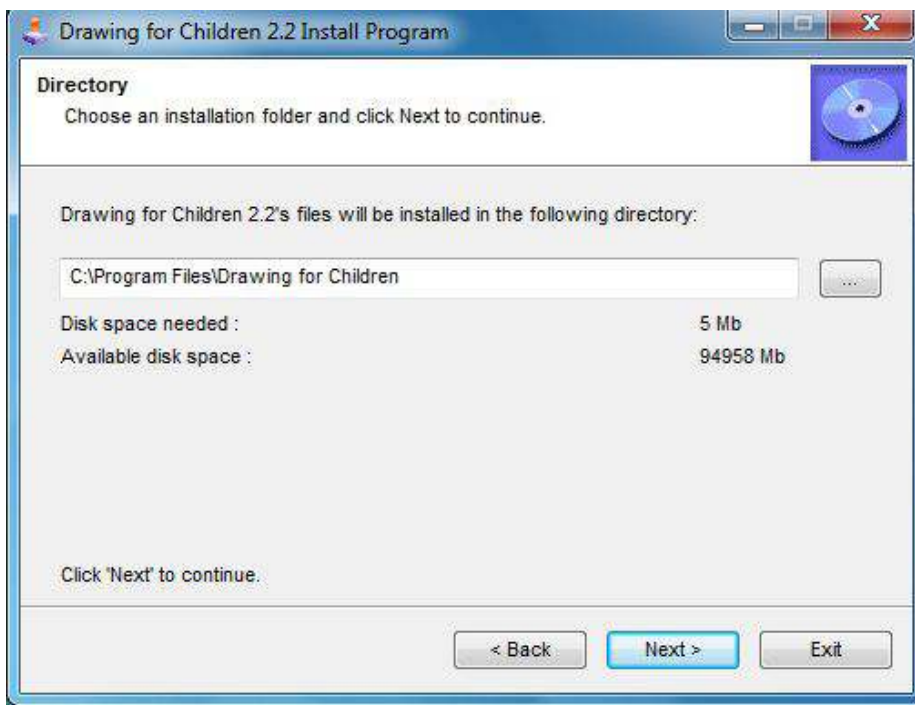 Drawing for Children 2.2 Install Program
Directory
Choose an installation folder and click Next to continue.
Drawing for Children 2.2's files will be installed in the following directory:
C:\Program Files\Drawing for Children
...
Disk space needed : 5 Mb
Available disk space : 94958 Mb
Click 'Next' to continue.
< Back Next > Exit